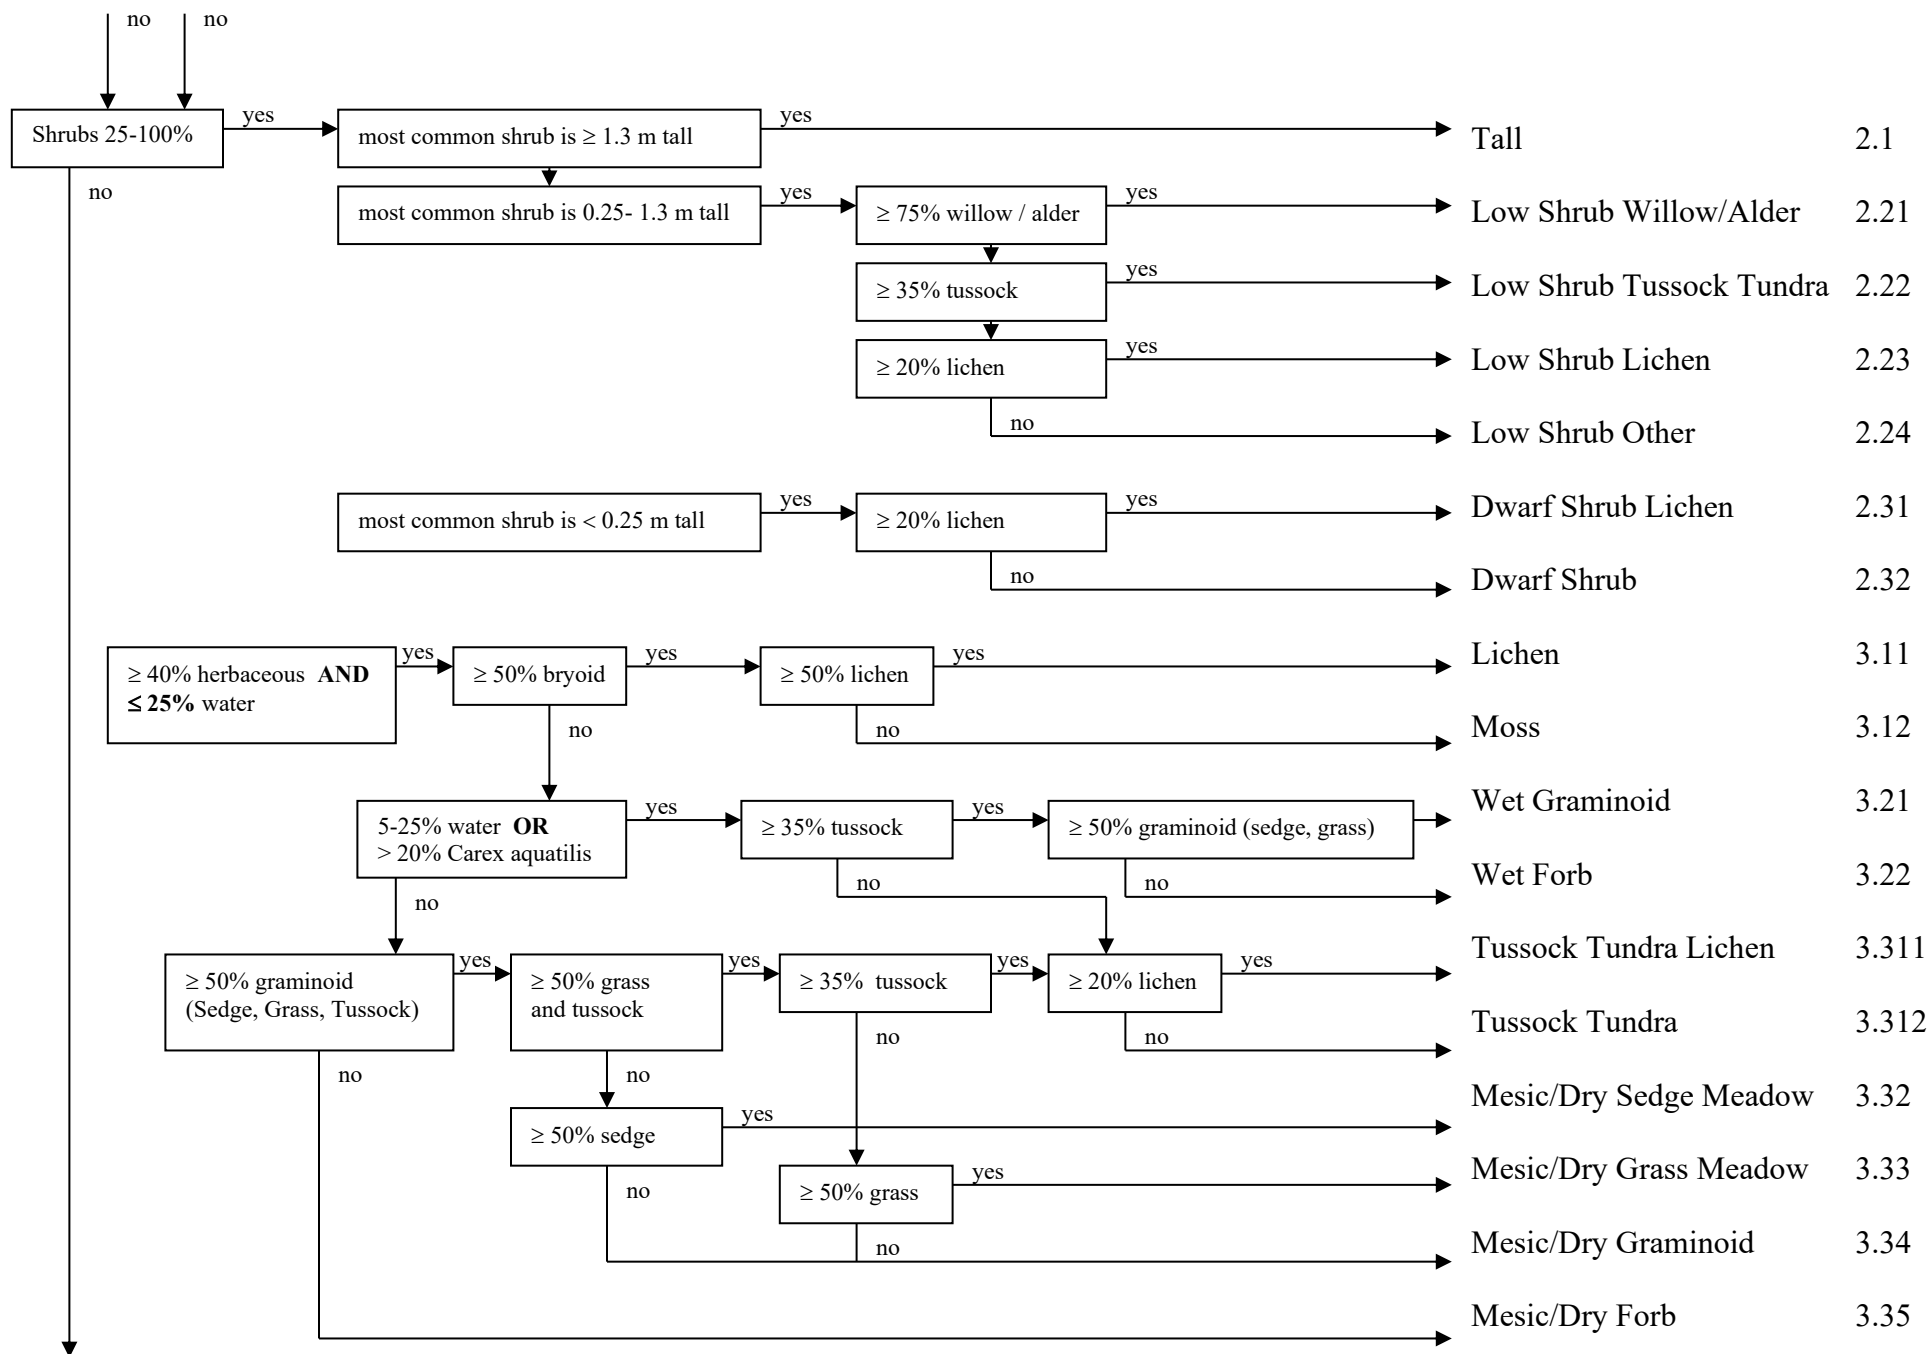 no no
Shrubs 25-100% yes most common shrub is ≥ 1.3 m tall yes Tall 2.1
no most common shrub is 0.25- 1.3 m tall yes ≥ 75% willow / alder yes Low Shrub Willow/Alder 2.21
≥ 35% tussock yes Low Shrub Tussock Tundra 2.22
≥ 20% lichen yes Low Shrub Lichen 2.23
no Low Shrub Other 2.24
most common shrub is < 0.25 m tall yes ≥ 20% lichen yes Dwarf Shrub Lichen 2.31
no Dwarf Shrub 2.32
≥ 40% herbaceous AND
≤ 25% water
yes ≥ 50% bryoid yes ≥ 50% lichen yes Lichen 3.11
no no Moss 3.12
5-25% water OR
> 20% Carex aquatilis
yes ≥ 35% tussock yes ≥ 50% graminoid (sedge, grass) Wet Graminoid 3.21
no no no Wet Forb 3.22
≥ 50% graminoid
(Sedge, Grass, Tussock)
yes ≥ 50% grass
and tussock
yes ≥ 35% tussock yes ≥ 20% lichen yes Tussock Tundra Lichen 3.311
no no Tussock Tundra 3.312
no no
≥ 50% sedge yes Mesic/Dry Sedge Meadow 3.32
no ≥ 50% grass yes Mesic/Dry Grass Meadow 3.33
no Mesic/Dry Graminoid 3.34
Mesic/Dry Forb 3.35